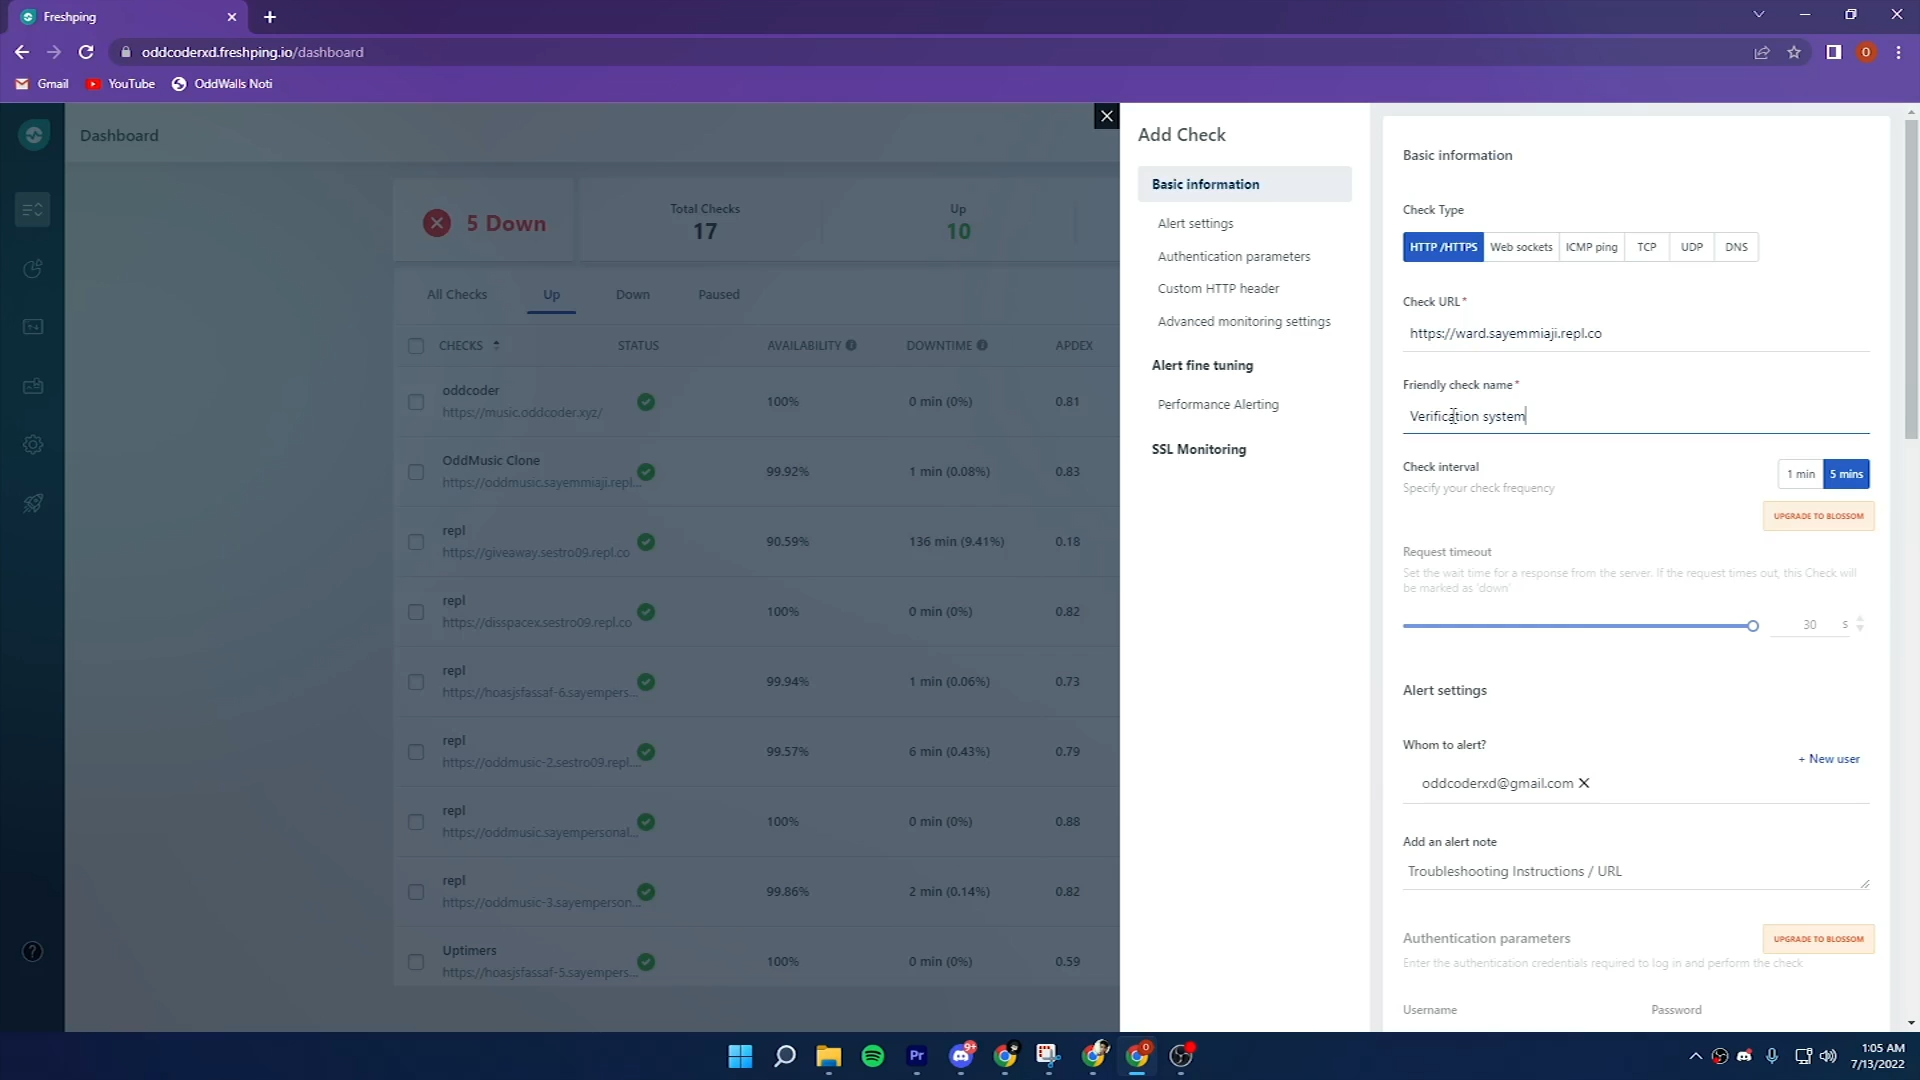 Freshping
oddcoderxd.freshping.io/dashboard
O
Gmail
YouTube
OddWalls Noti
Dashboard
5 Down
Total Checks
17
Up
10
All Checks
Up
Down
Paused
CHECKS
STATUS
AVAILABILITY
DOWNTIME
APDEX
oddcoder
https://music.oddcoder.xyz/
100%
0 min (0%)
0.81
OddMusic Clone
https://oddmusic.sayemmiaji.repl...
99.92%
1 min (0.08%)
0.83
repl
https://giveaway.sestro09.repl.co
90.59%
136 min (9.41%)
0.18
repl
https://disspacex.sestro09.repl.co
100%
0 min (0%)
0.82
repl
https://hoasjsfassaf-6.sayempers...
99.94%
1 min (0.06%)
0.73
repl
https://oddmusic-2.sestro09.repl....
99.57%
6 min (0.43%)
0.79
repl
https://oddmusic.sayempersonal...
100%
0 min (0%)
0.88
repl
https://oddmusic-3.sayemperson...
99.86%
2 min (0.14%)
0.82
Uptimers
https://hoasjsfassaf-5.sayempers...
100%
0 min (0%)
0.59
?
Add Check
Basic information
Alert settings
Authentication parameters
Custom HTTP header
Advanced monitoring settings
Alert fine tuning
Performance Alerting
SSL Monitoring
Basic information
Check Type
HTTP /HTTPS
Web sockets
ICMP ping
TCP
UDP
DNS
Check URL*
https://ward.sayemmiaji.repl.co
Friendly check name*
Verification system
Check interval
Specify your check frequency
1 min
5 mins
UPGRADE TO BLOSSOM
Request timeout
Set the wait time for a response from the server. If the request times out, this Check will
be marked as 'down'
30 s
Alert settings
Whom to alert?
+ New user
oddcoderxd@gmail.com
Add an alert note
Troubleshooting Instructions / URL
Authentication parameters
UPGRADE TO BLOSSOM
Enter the authentication credentials required to log in and perform the check
Username
Password
Pr
9+
1:05 AM
7/13/2022